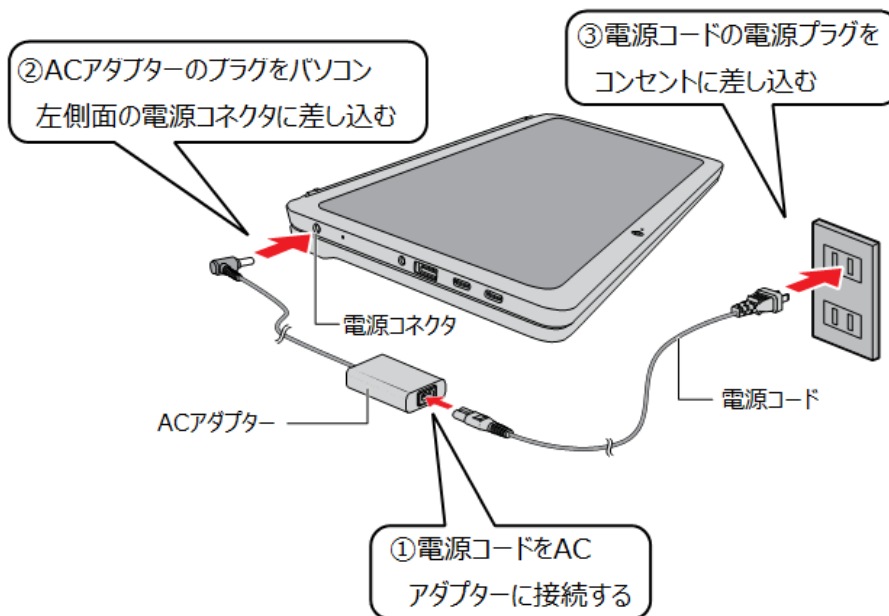 ②ACアダプターのプラグをパソコン
左側面の電源コネクタに差し込む
③電源コードの電源プラグを
コンセントに差し込む
電源コネクタ
ACアダプター
電源コード
①電源コードをAC
アダプターに接続する